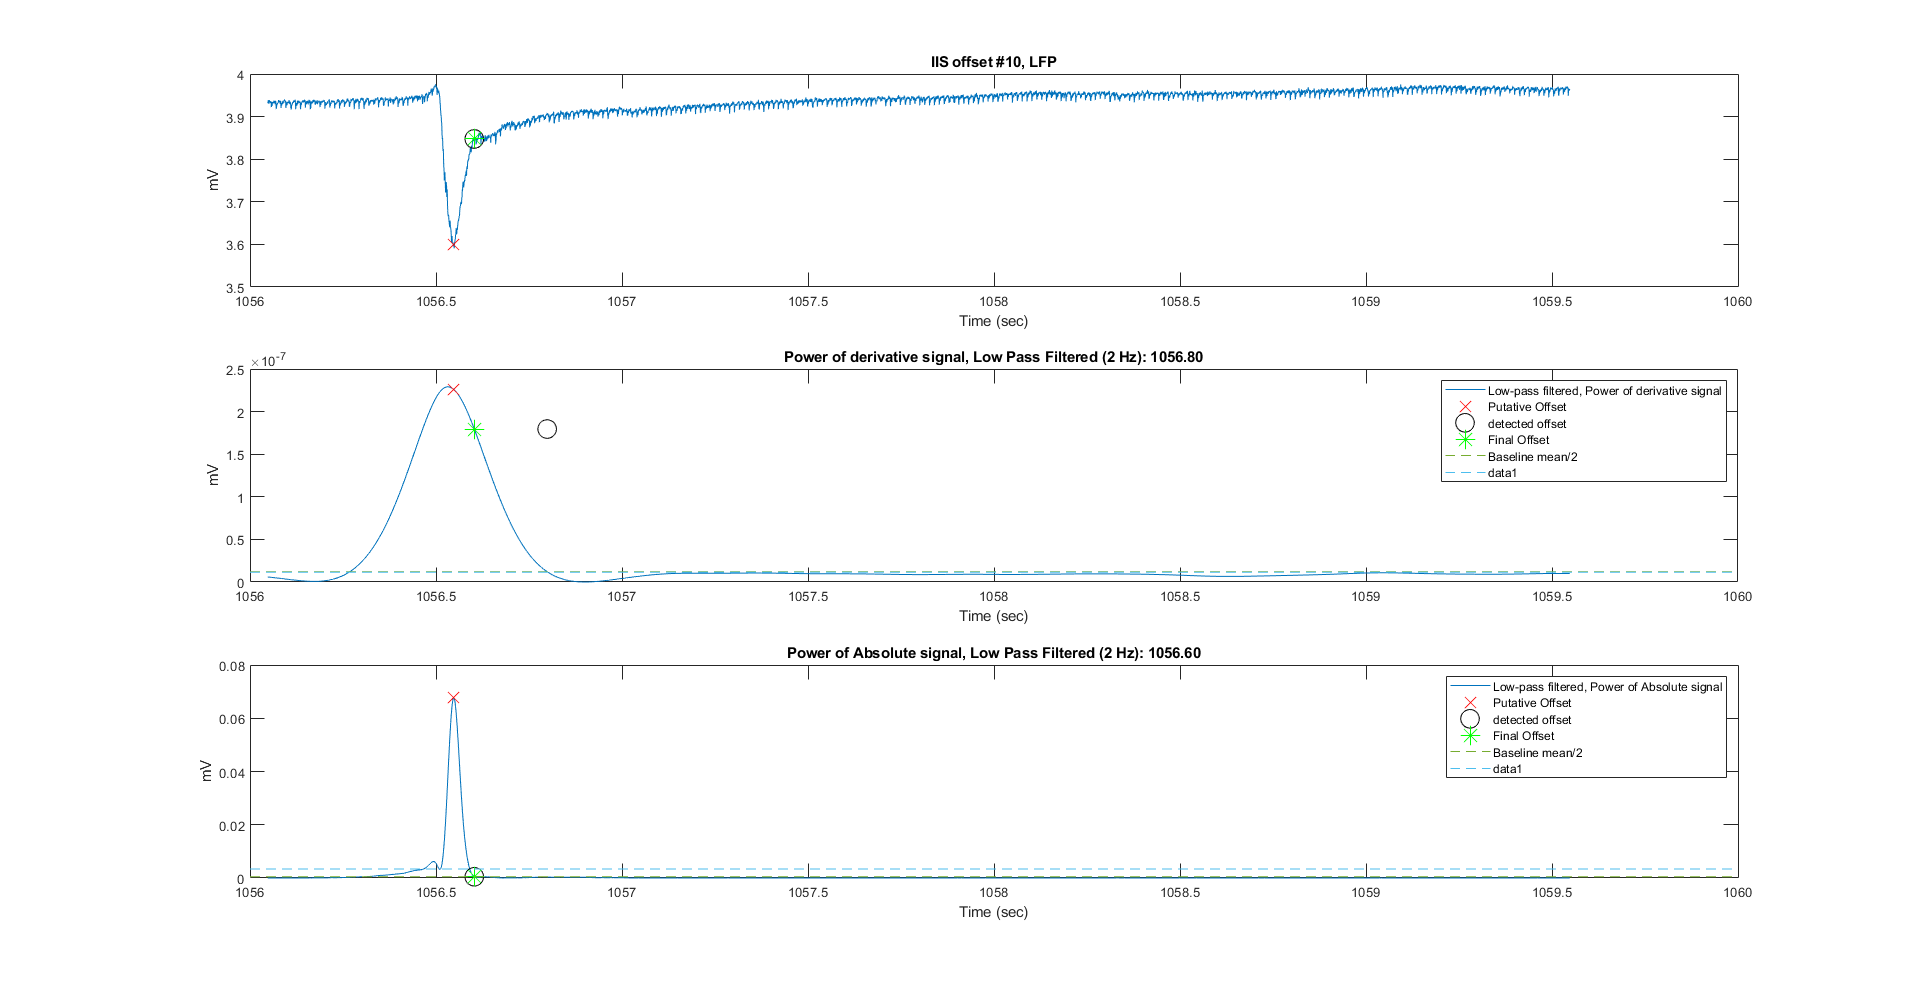 IIS offset #10, LFP
4
3.9
3.8
3.7
3.6
3.5
mV
1056 1056.5 1057 1057.5 1058 1058.5 1059 1059.5 1060
Time (sec)
Power of derivative signal, Low Pass Filtered (2 Hz): 1056.80
×10-7
2.5
2
1.5
1
0.5
0
mV
Low-pass filtered, Power of derivative signal
Putative Offset
detected offset
Final Offset
Baseline mean/2
data1
1056 1056.5 1057 1057.5 1058 1058.5 1059 1059.5 1060
Time (sec)
Power of Absolute signal, Low Pass Filtered (2 Hz): 1056.60
0.08
0.06
0.04
0.02
0
mV
Low-pass filtered, Power of Absolute signal
Putative Offset
detected offset
Final Offset
Baseline mean/2
data1
1056 1056.5 1057 1057.5 1058 1058.5 1059 1059.5 1060
Time (sec)